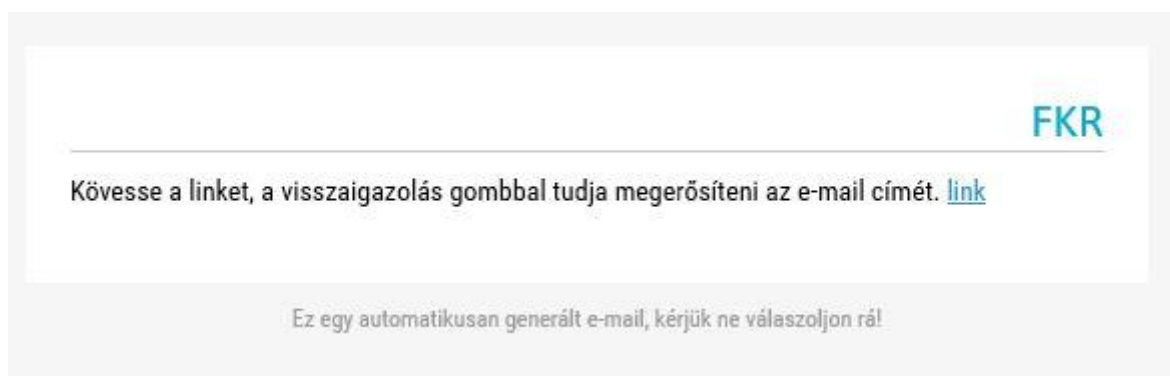 FKR
Kövesse a linket, a visszaigazolás gombbal tudja megerősíteni az e-mail címét. link
Ez egy automatikusan generált e-mail, kérjük ne válaszoljon rá!